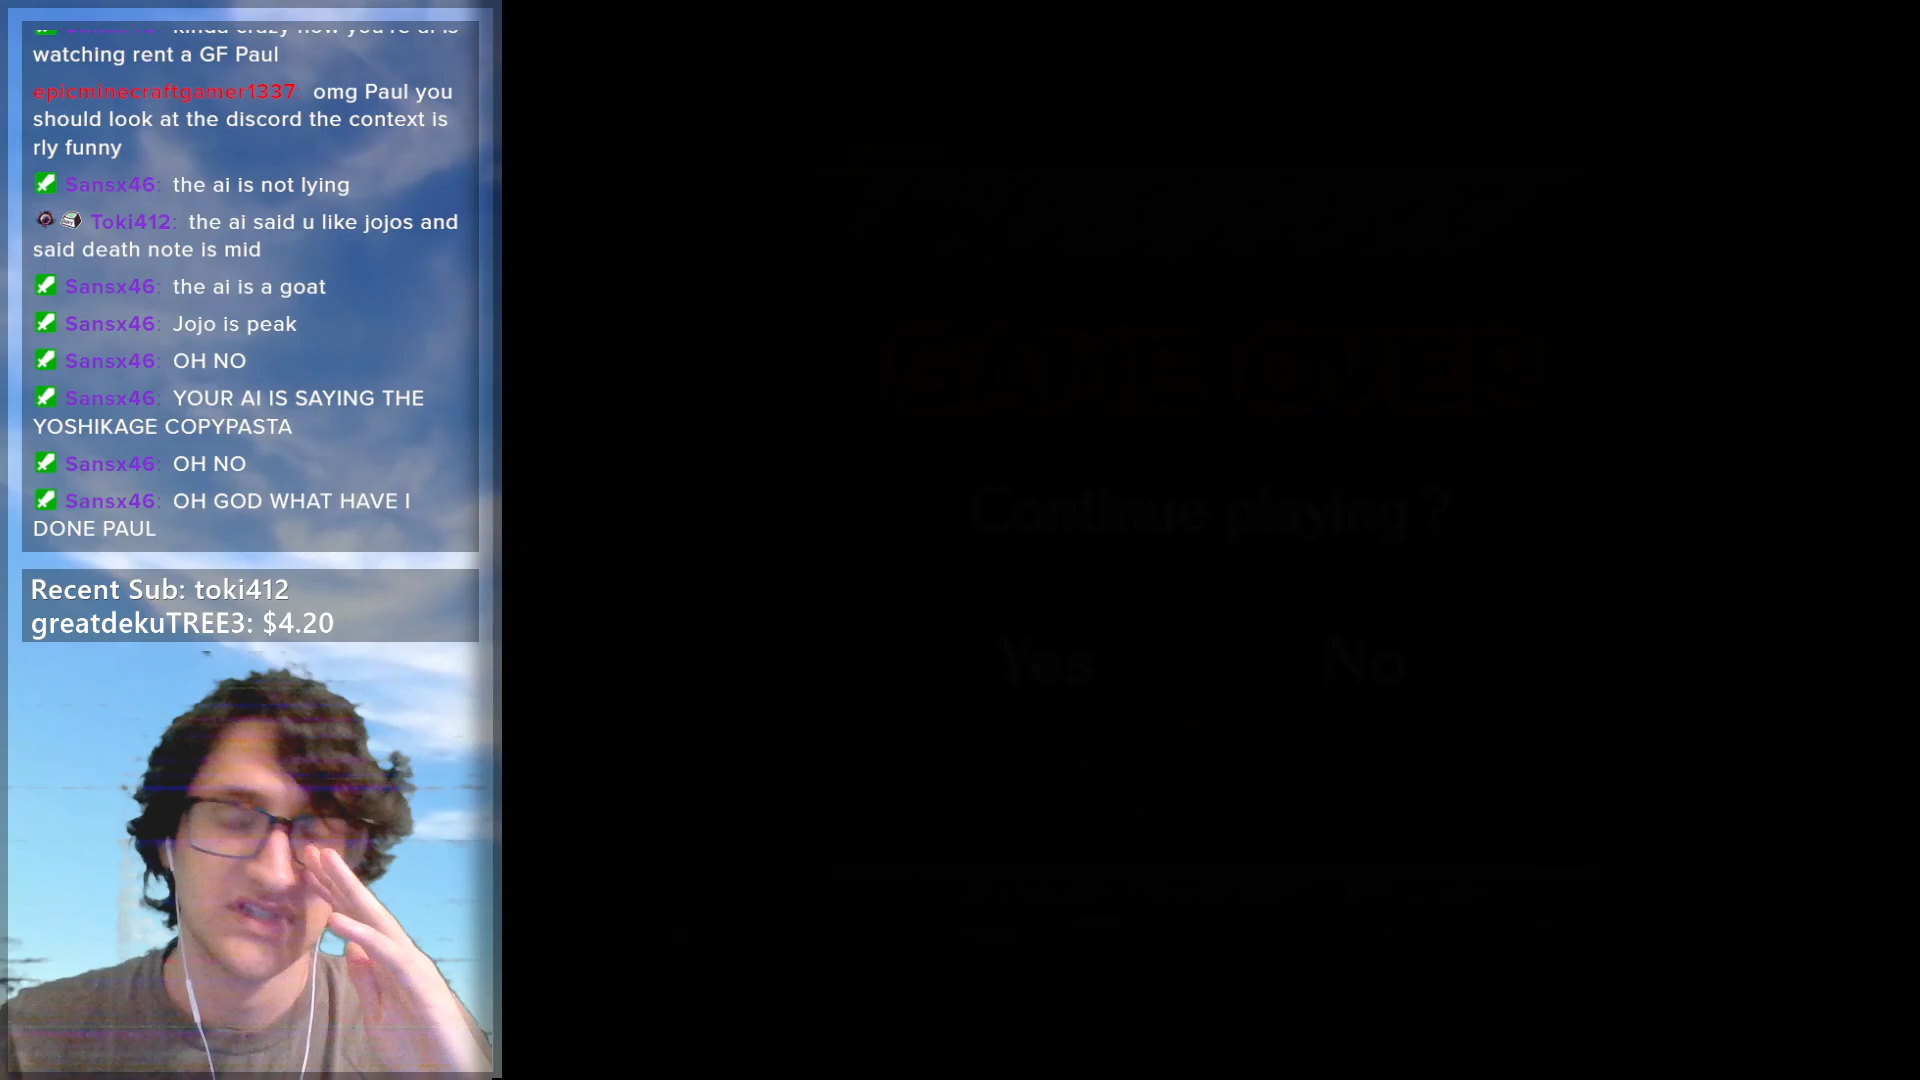 watching rent a GF Paul
epicminecraftgamer1337 omg Paul you
should look at the discord the context is
rly funny
Sansx46: the ai is not lying
Toki412: the ai said u like jojos and
said death note is mid
Sansx46: the ai is a goat
Sansx46: Jojo is peak
Sansx46: OH NO
Sansx46: YOUR AI IS SAYING THE
YOSHIKAGE COPYPASTA
Sansx46: OH NO
Sansx46: OH GOD WHAT HAVE I
DONE PAUL
Recent Sub: toki412
greatdekuTREE3: $4.20
GAME OVER
Continue playing?
Yes No